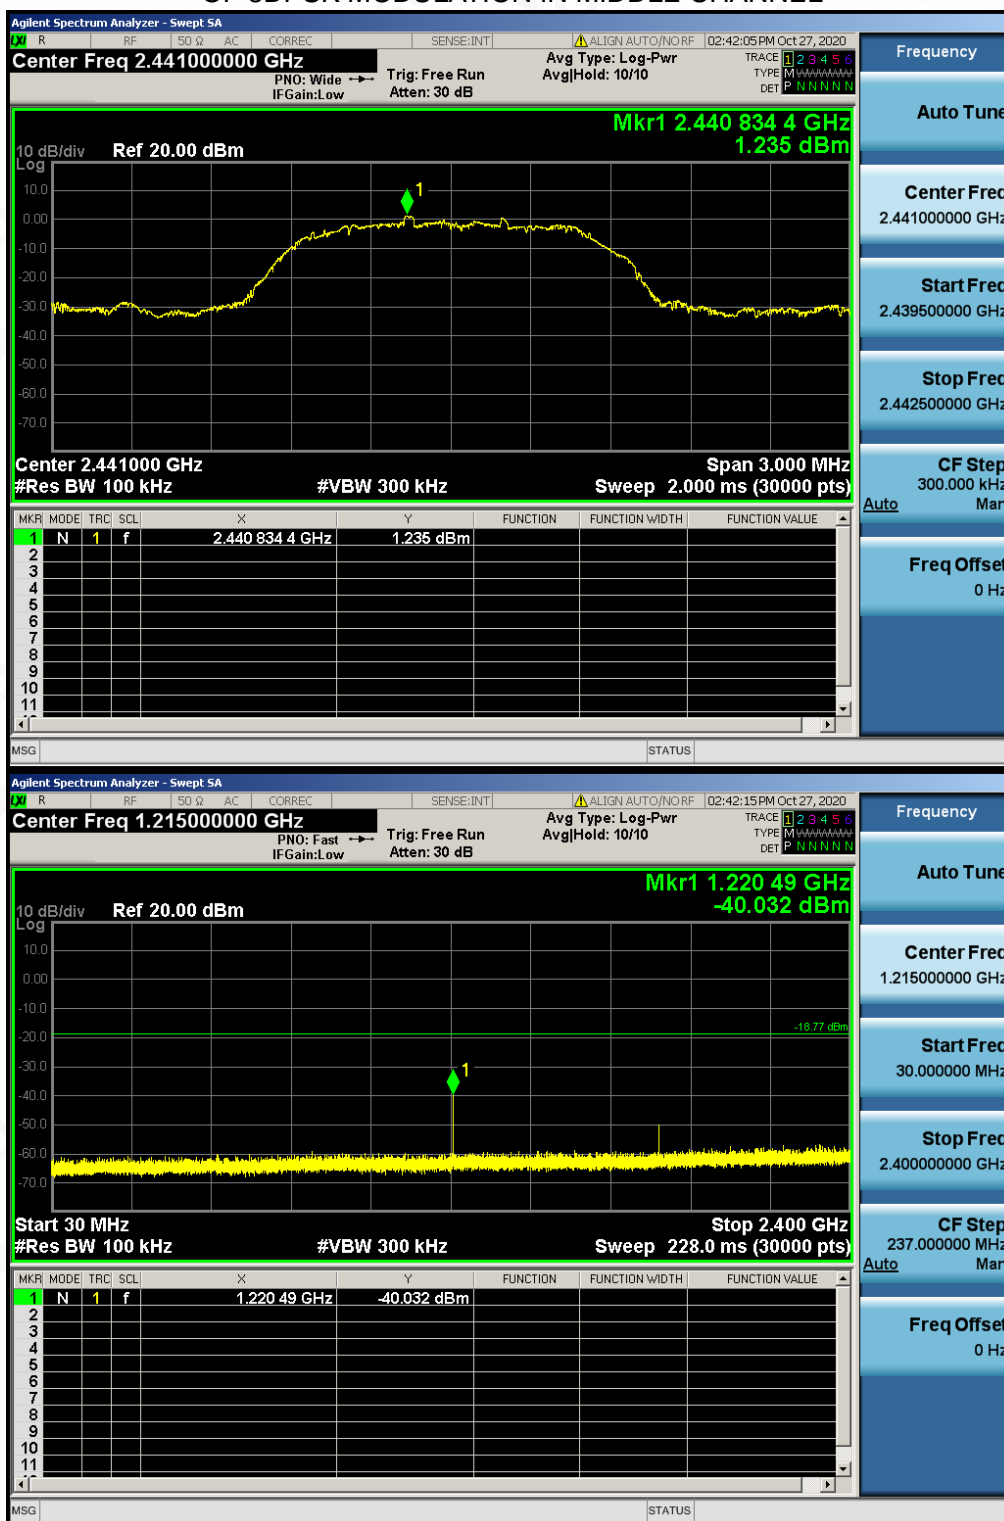 OF 8DPSK MODULATION IN MIDDLE CHANNEL
Agilent Spectrum Analyzer - Swept SA
LXI R RF 50 Ω AC CORREC SENSE:INT ALIGN AUTO/NO RF 02:42:05 PM Oct 27, 2020
Center Freq 2.441000000 GHz
PNO: Wide
IFGain:Low
Trig: Free Run
Atten: 30 dB
Avg Type: Log-Pwr
Avg|Hold: 10/10
TRACE 1 2 3 4 5 6
TYPE M
DET P N N N N N
Mkr1 2.440 834 4 GHz
1.235 dBm
10 dB/div
Log
Ref 20.00 dBm
10.0
0.00
-10.0
-20.0
-30.0
-40.0
-50.0
-60.0
-70.0
1
Center 2.441000 GHz
Span 3.000 MHz
#Res BW 100 kHz
#VBW 300 kHz
Sweep 2.000 ms (30000 pts)
MKR MODE TRC SCL X Y FUNCTION FUNCTION WIDTH FUNCTION VALUE
1 N 1 f 2.440 834 4 GHz 1.235 dBm
2
3
4
5
6
7
8
9
10
11
MSG
STATUS
Frequency
Auto Tune
Center Freq
2.441000000 GHz
Start Freq
2.439500000 GHz
Stop Freq
2.442500000 GHz
CF Step
300.000 kHz
Auto Man
Freq Offset
0 Hz
Agilent Spectrum Analyzer - Swept SA
LXI R RF 50 Ω AC CORREC SENSE:INT ALIGN AUTO/NO RF 02:42:15 PM Oct 27, 2020
Center Freq 1.215000000 GHz
PNO: Fast
IFGain:Low
Trig: Free Run
Atten: 30 dB
Avg Type: Log-Pwr
Avg|Hold: 10/10
TRACE 1 2 3 4 5 6
TYPE M
DET P N N N N N
Mkr1 1.220 49 GHz
-40.032 dBm
10 dB/div
Log
Ref 20.00 dBm
10.0
0.00
-10.0
-20.0
-30.0
-40.0
-50.0
-60.0
-70.0
-18.77 dBm
1
Start 30 MHz
Stop 2.400 GHz
#Res BW 100 kHz
#VBW 300 kHz
Sweep 228.0 ms (30000 pts)
MKR MODE TRC SCL X Y FUNCTION FUNCTION WIDTH FUNCTION VALUE
1 N 1 f 1.220 49 GHz -40.032 dBm
2
3
4
5
6
7
8
9
10
11
MSG
STATUS
Frequency
Auto Tune
Center Freq
1.215000000 GHz
Start Freq
30.000000 MHz
Stop Freq
2.400000000 GHz
CF Step
237.000000 MHz
Auto Man
Freq Offset
0 Hz